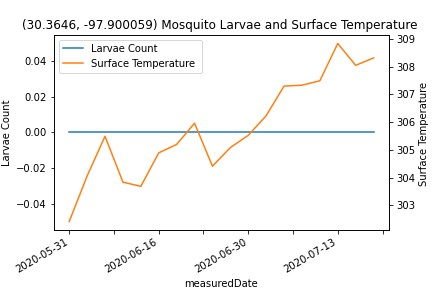 (30.3646, -97.900059) Mosquito Larvae and Surface Temperature
Larvae Count
Surface Temperature
0.04
0.02
0.00
−0.02
−0.04
Larvae Count
309
308
307
306
305
304
303
Surface Temperature
2020-05-31
2020-06-16
2020-06-30
2020-07-13
measuredDate